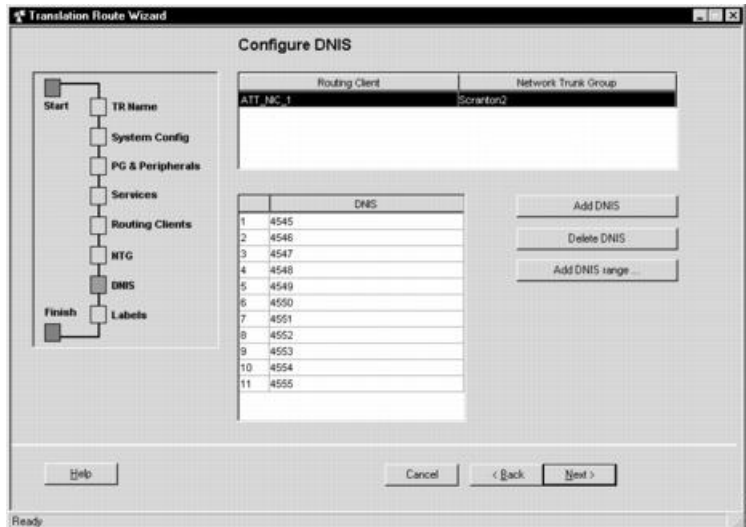 Translation Route Wizard
Configure DNIS
Start
TR Name
System Config
PG & Peripherals
Services
Routing Clients
NTG
DNIS
Finish
Labels
Routing Client Network Trunk Group
ATT_NIC_1 Scranton2
DNIS
1 4545
2 4546
3 4547
4 4548
5 4549
6 4550
7 4551
8 4552
9 4553
10 4554
11 4555
Add DNIS
Delete DNIS
Add DNIS range ...
Help
Cancel
< Back
Next >
Ready